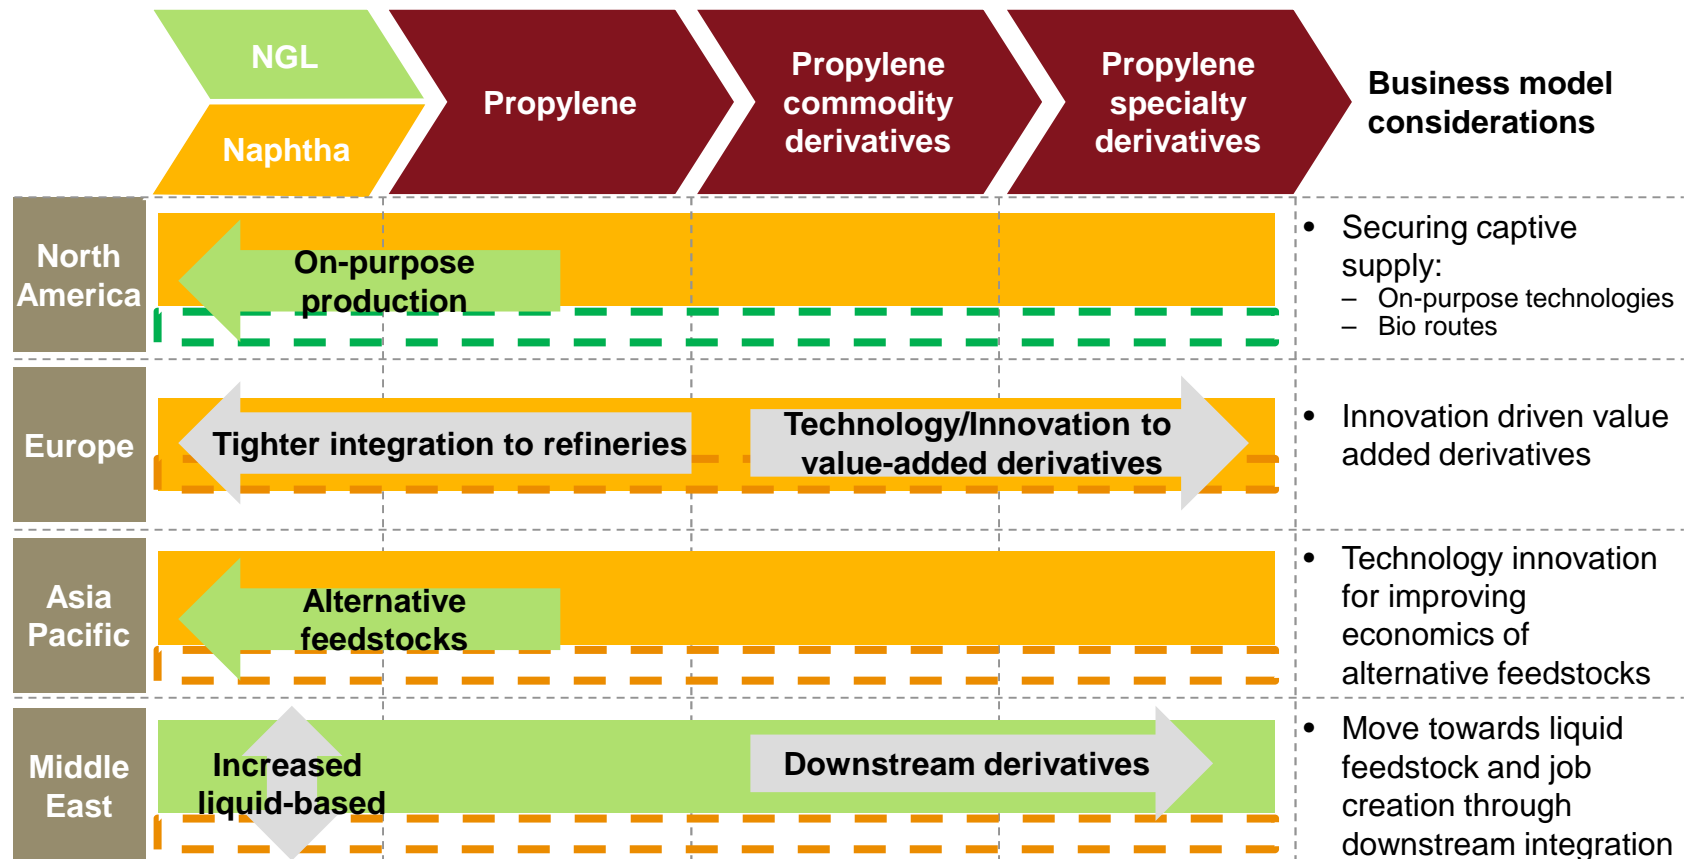 NGL
Naphtha
Propylene
Propylene
commodity
derivatives
Propylene
specialty
derivatives
Business model
considerations
North
America
On-purpose
production
• Securing captive
supply:
– On-purpose technologies
– Bio routes
Europe
Tighter integration to refineries
Technology/Innovation to
value-added derivatives
• Innovation driven value
added derivatives
Asia
Pacific
Alternative
feedstocks
• Technology innovation
for improving
economics of
alternative feedstocks
Middle
East
Increased
liquid-based
Downstream derivatives
• Move towards liquid
feedstock and job
creation through
downstream integration